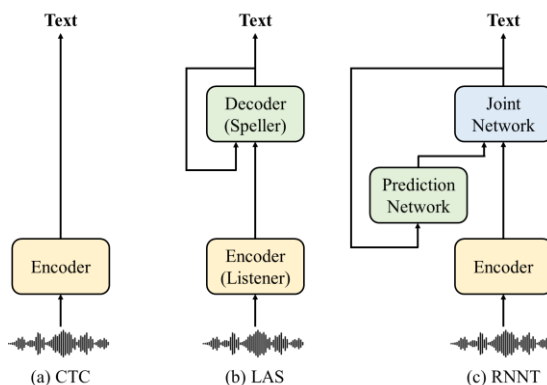 Text
Encoder
(a) CTC
Text
Decoder
(Speller)
Encoder
(Listener)
(b) LAS
Text
Joint
Network
Prediction
Network
Encoder
(c) RNNT